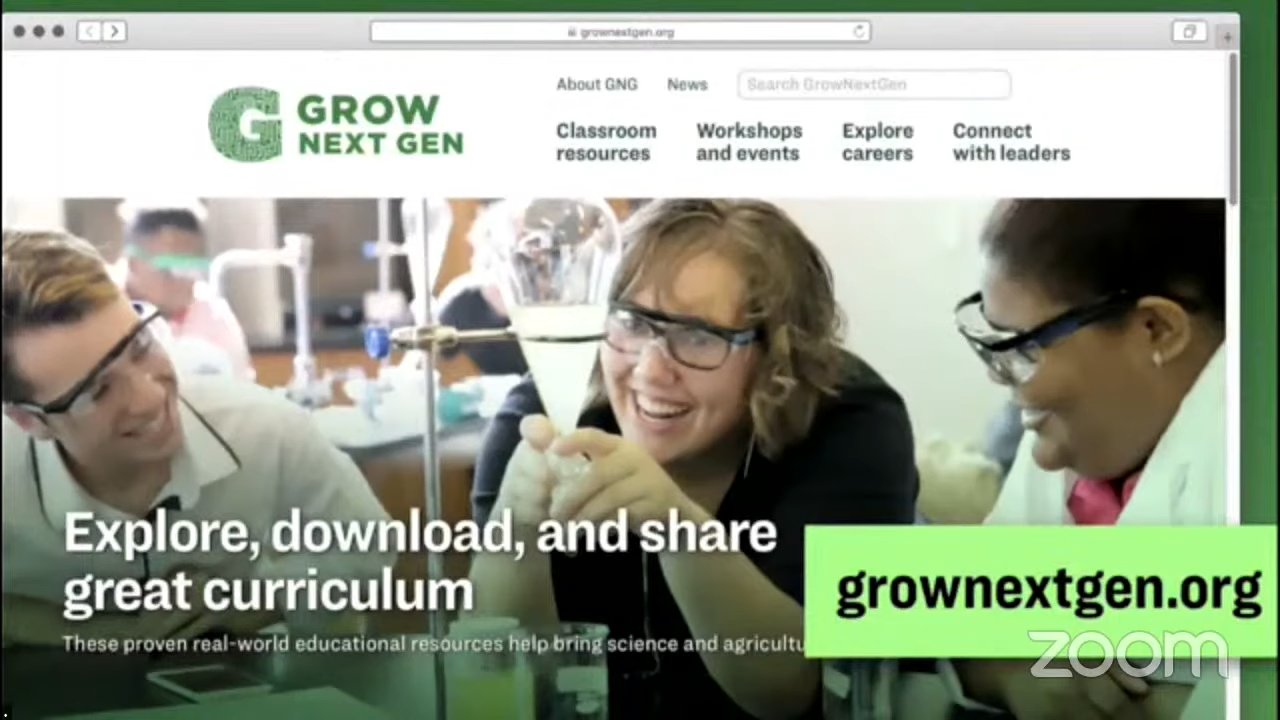 grownextgen.org
About GNG News Search GrowNextGen
GROW
NEXT GEN
Classroom
resources
Workshops
and events
Explore
careers
Connect
with leaders
Explore, download, and share
great curriculum
These proven real-world educational resources help bring science and agricultu
grownextgen.org
zoom